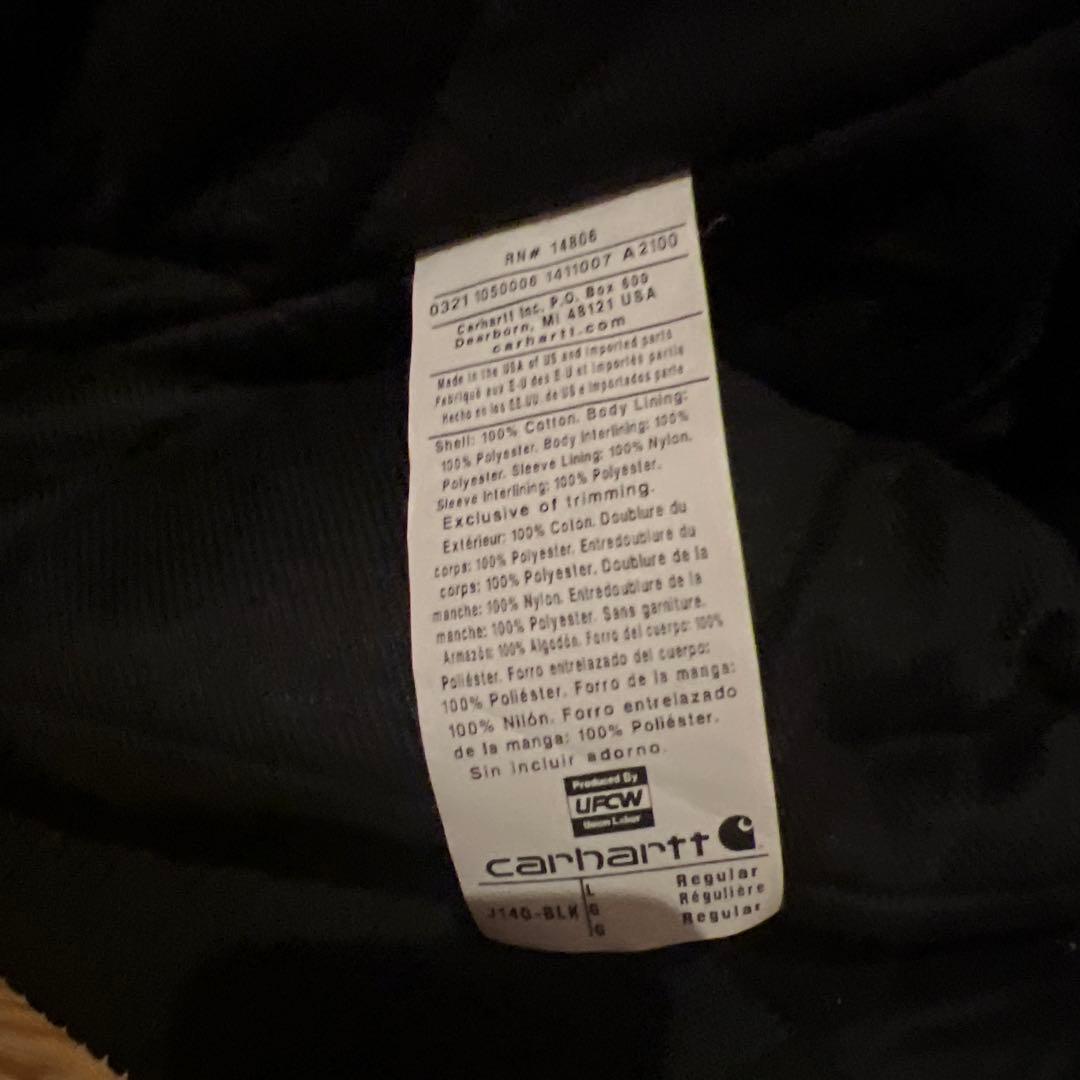 RN# 14806
0321 1050006 1411007 A2100
Carhartt Inc. P.O. Box 600
Dearborn, MI 48121 USA
carhartt.com
Made in the USA of US and imported parts
Fabriqué aux É-U des É-U et importés partie
Hecho en los EE.UU. de US e importados parte
Shell: 100% Cotton. Body Lining:
100% Polyester. Body Interlining: 100%
Polyester. Sleeve Lining: 100% Nylon.
Sleeve Interlining: 100% Polyester.
Exclusive of trimming.
Extérieur: 100% Coton. Doublure du
corps: 100% Polyester. Entredoublure du
corps: 100% Polyester. Doublure de la
manche: 100% Nylon. Entredoublure de la
manche: 100% Polyester. Sans garniture.
Armazón: 100% Algodón. Forro del cuerpo: 100%
Poliéster. Forro entrelazado del cuerpo:
100% Poliéster. Forro de la manga:
100% Nilón. Forro entrelazado
de la manga: 100% Poliéster.
Sin incluir adorno.
Produced By
UFCW
Union Labor
carhartt
J140-BLK L Regular
G Régulière
G Regular